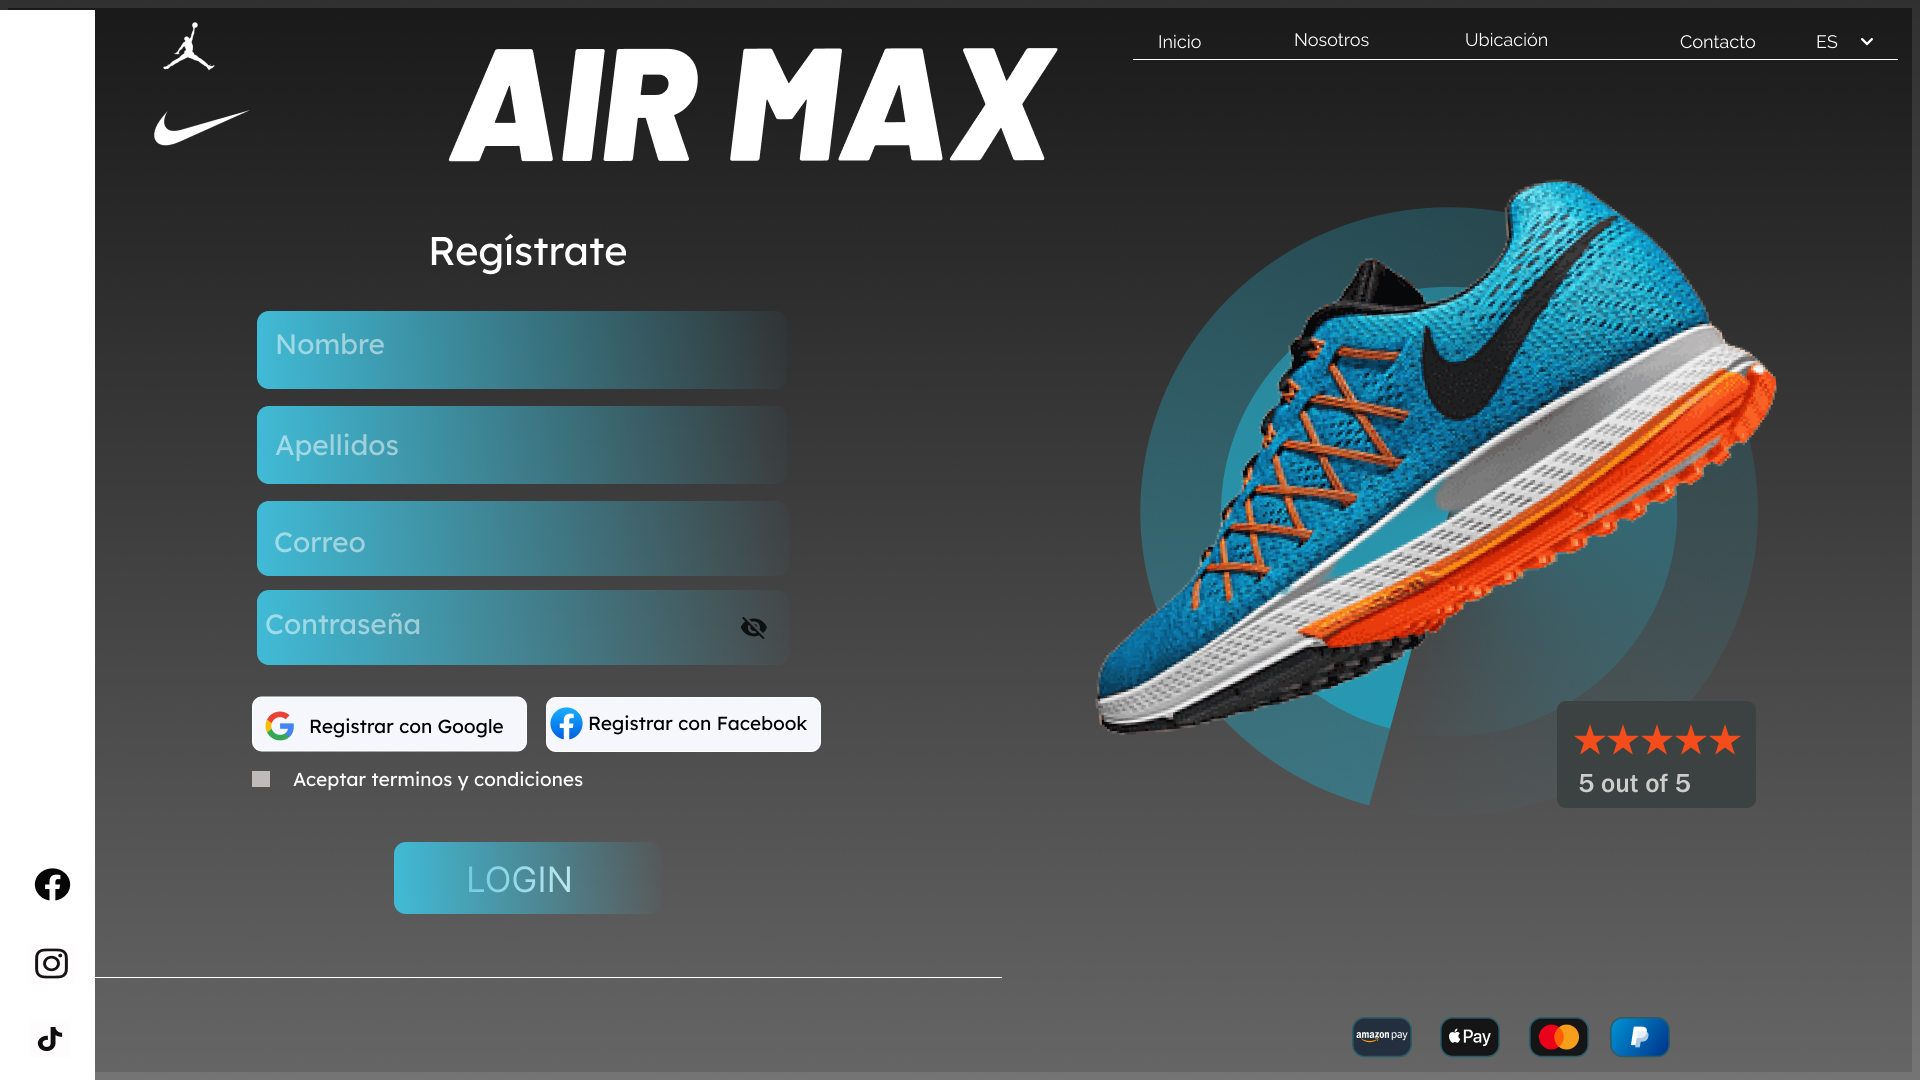 AIR MAX
Inicio
Nosotros
Ubicación
Contacto
ES
Regístrate
Nombre
Apellidos
Correo
Contraseña
Registrar con Google
Registrar con Facebook
Aceptar terminos y condiciones
LOGIN
5 out of 5
amazon pay
Pay